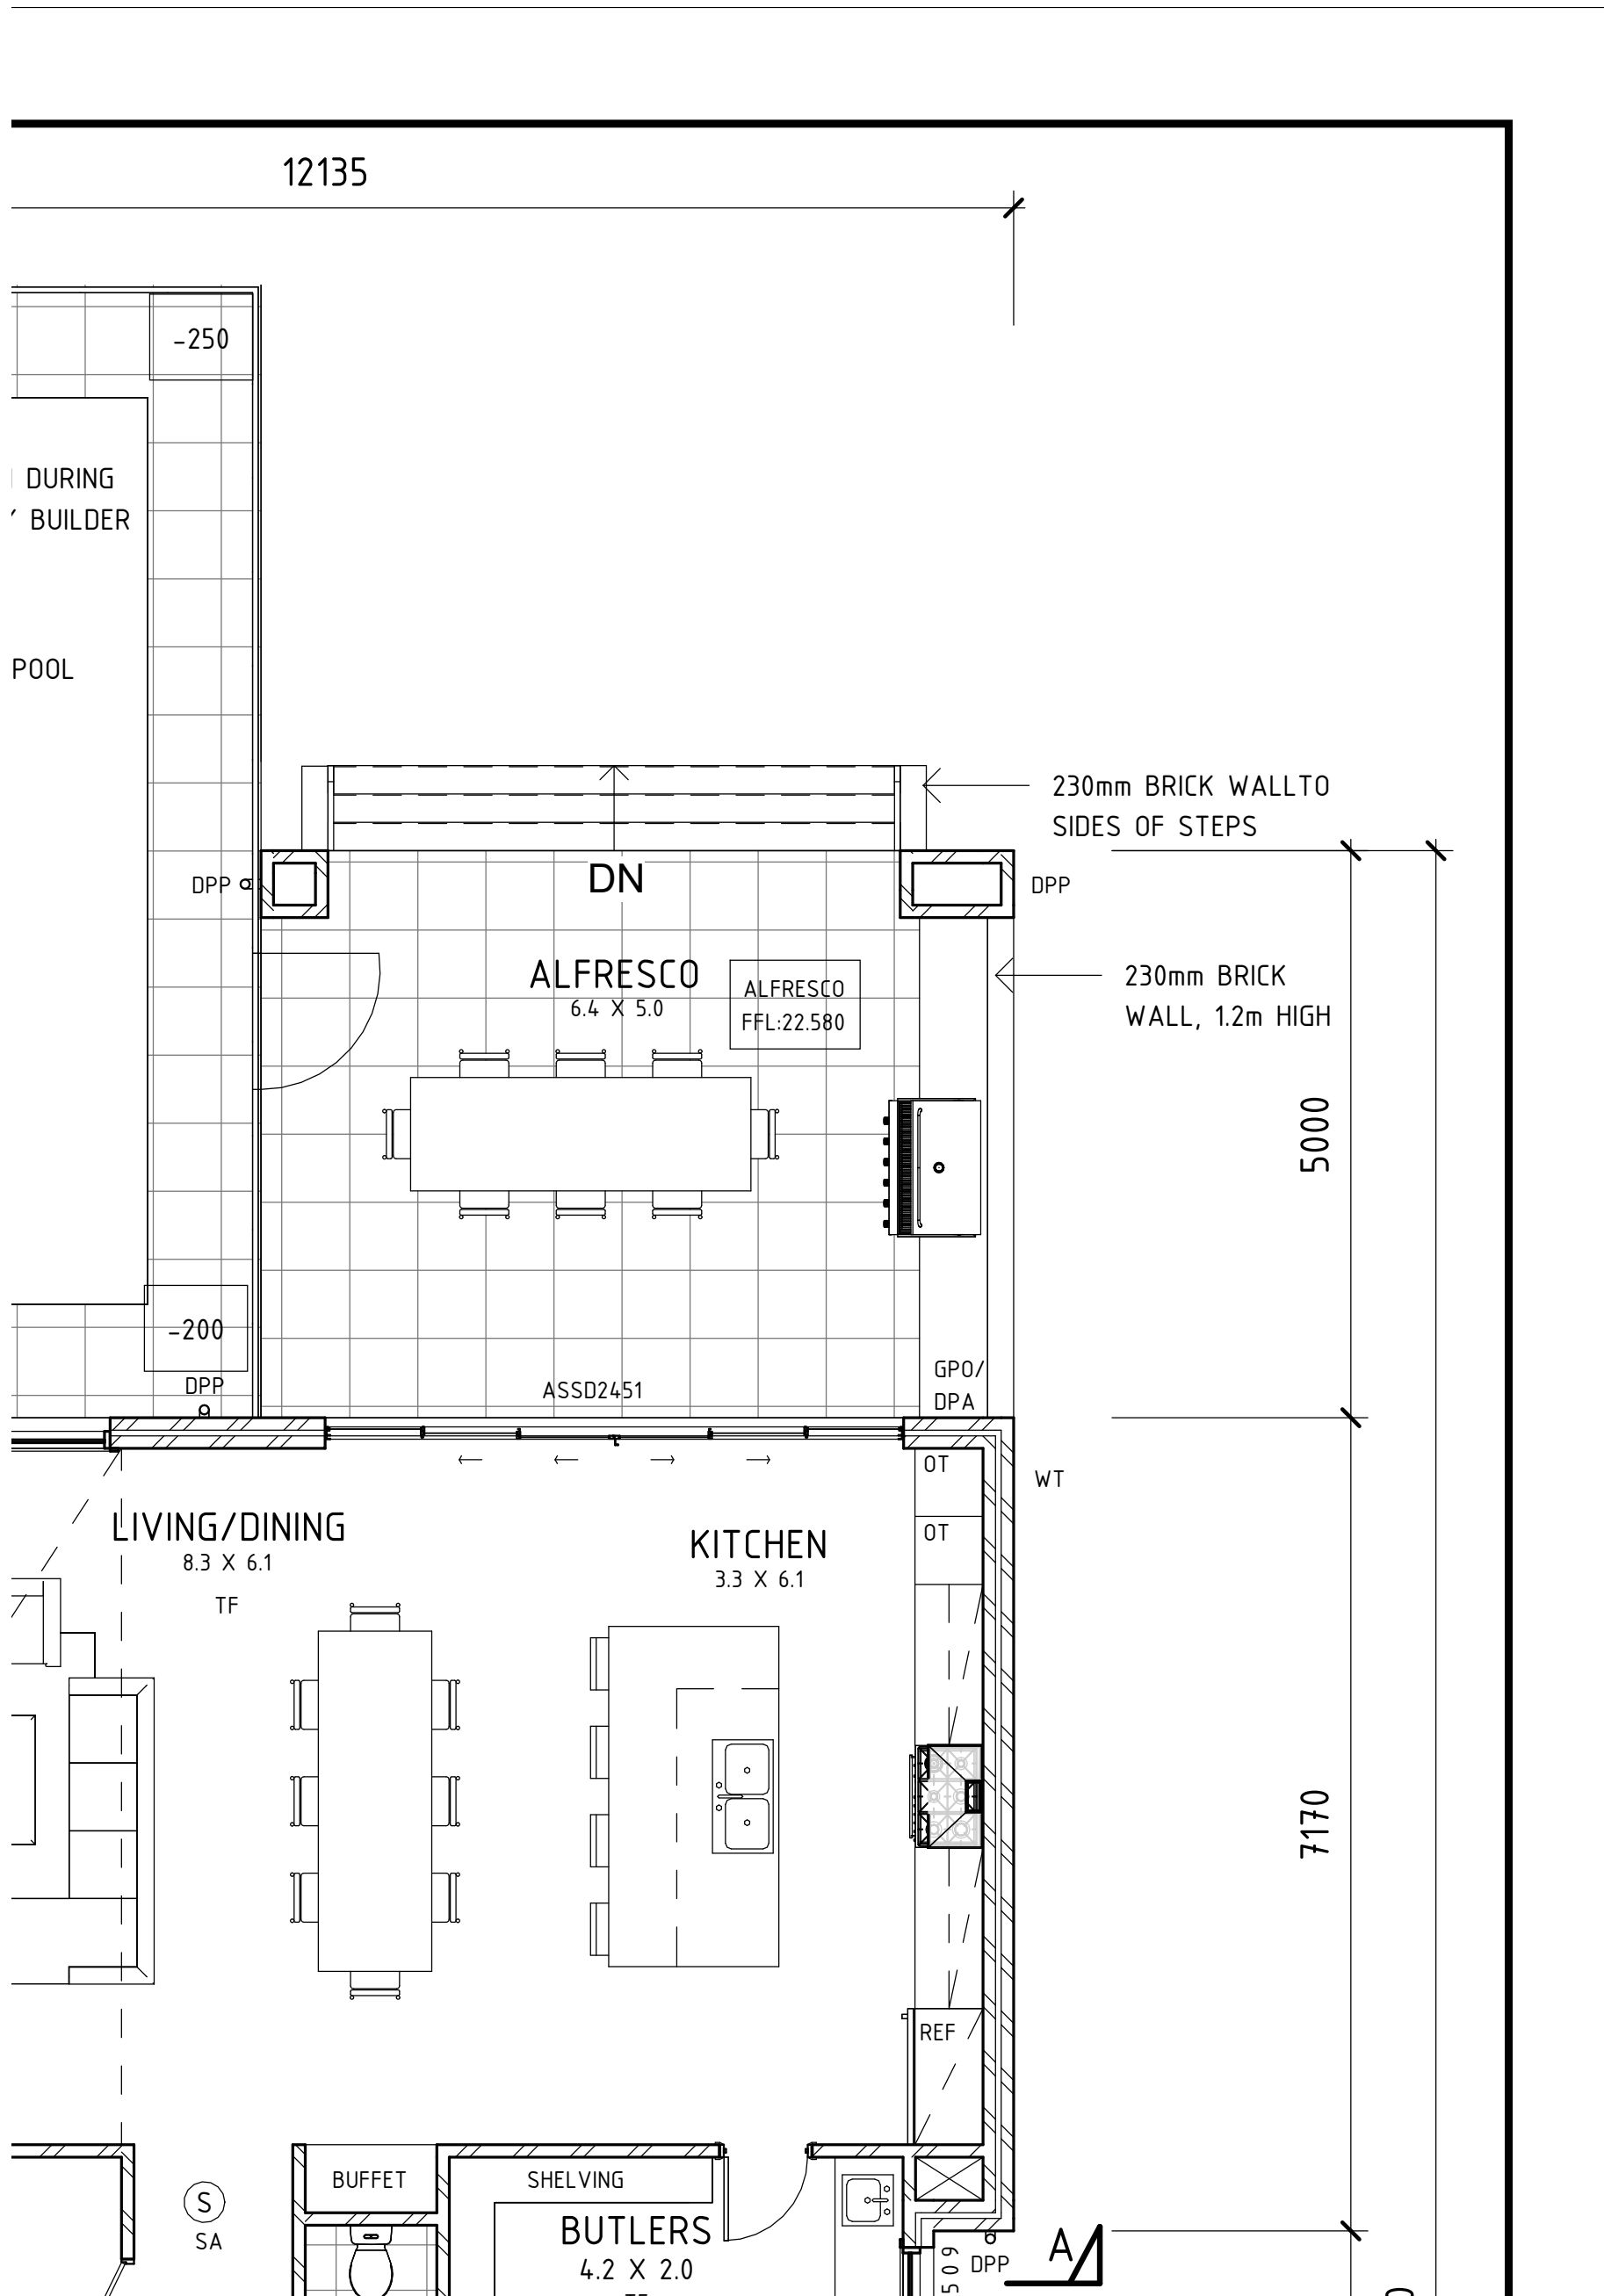 12135
-250
DURING
BUILDER
POOL
230mm BRICK WALLTO
SIDES OF STEPS
DPP
DN
DPP
ALFRESCO
6.4 X 5.0
ALFRESCO
FFL:22.580
230mm BRICK
WALL, 1.2m HIGH
5000
-200
DPP
ASSD2451
GPO/
DPA
OT
WT
OT
LIVING/DINING
8.3 X 6.1
TF
KITCHEN
3.3 X 6.1
7170
REF
BUFFET
SHELVING
S
SA
BUTLERS
4.2 X 2.0
DPP
A
509